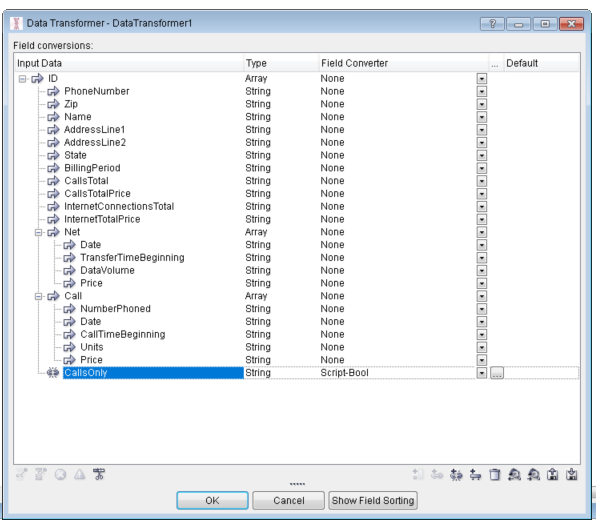 Data Transformer - DataTransformer1
Field conversions:
Input Data Type Field Converter ... Default
ID Array None
PhoneNumber String None
Zip String None
Name String None
AddressLine1 String None
AddressLine2 String None
State String None
BillingPeriod String None
CallsTotal String None
CallsTotalPrice String None
InternetConnectionsTotal String None
InternetTotalPrice String None
Net Array None
Date String None
TransferTimeBeginning String None
DataVolume String None
Price String None
Call Array None
NumberPhoned String None
Date String None
CallTimeBeginning String None
Units String None
Price String None
CallsOnly String Script-Bool ...
OK Cancel Show Field Sorting